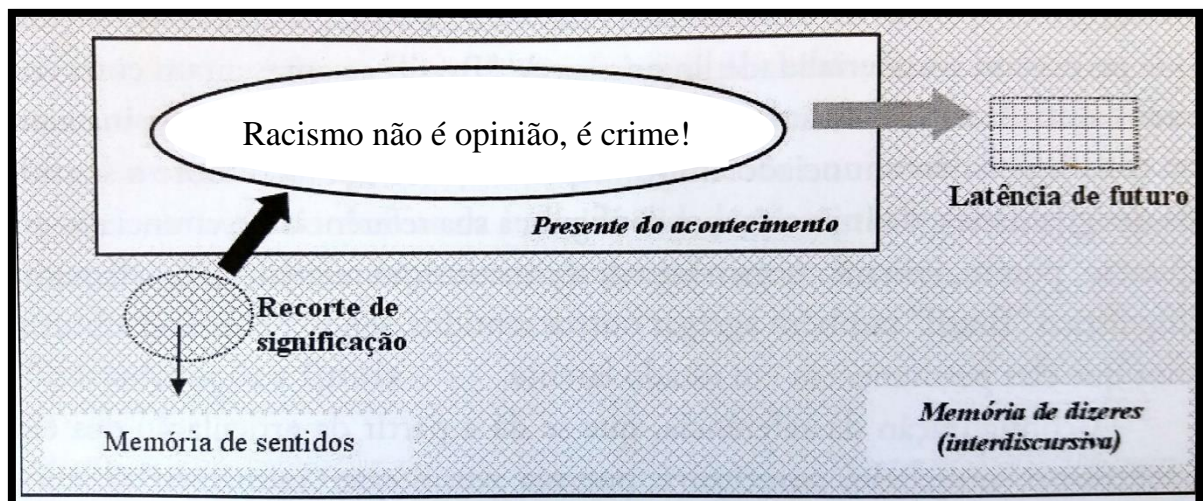 Racismo não é opinião, é crime!
Latência de futuro
Presente do acontecimento
Recorte de
significação
Memória de sentidos
Memória de dizeres
(interdiscursiva)